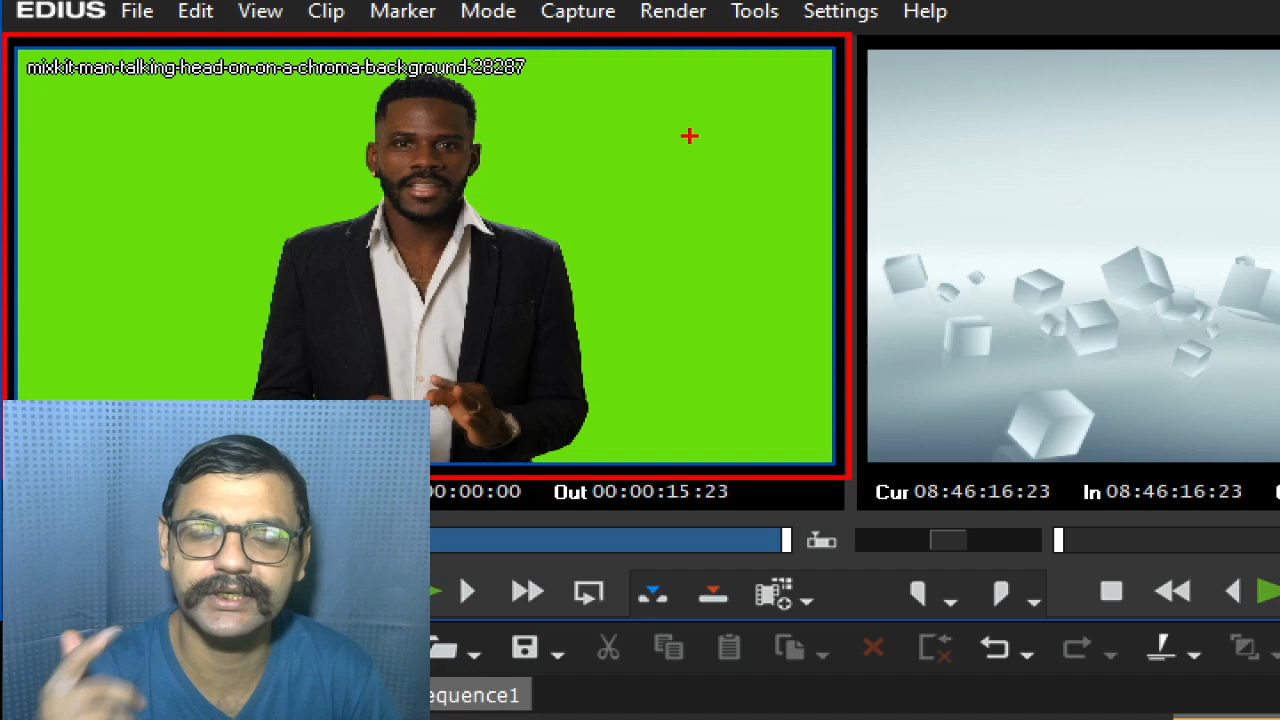 EDIUS File Edit View Clip Marker Mode Capture Render Tools Settings Help
mixkit-man-talking-head-on-on-a-chroma-background-28287
00:00:00 Out 00:00:15:23
Cur 08:46:16:23 In 08:46:16:23
equence1